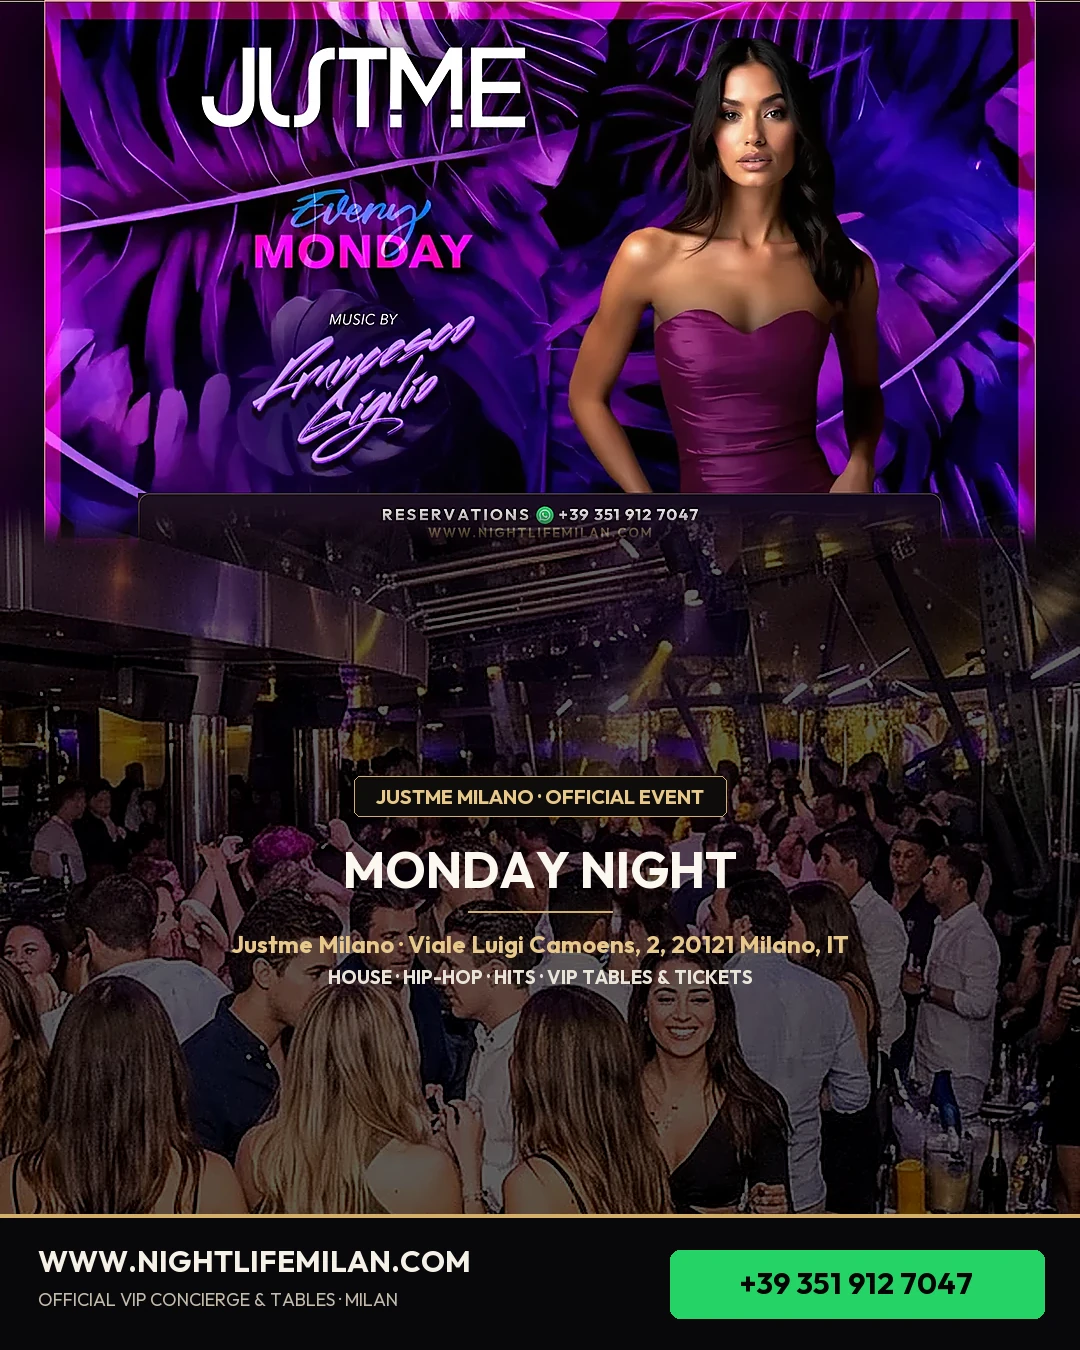 JUSTME
Every
MONDAY
MUSIC BY
Francesco
Giglio
RESERVATIONS +39 351 912 7047
WWW.NIGHTLIFEMILAN.COM
JUSTME MILANO · OFFICIAL EVENT
MONDAY NIGHT
Justme Milano · Viale Luigi Camoens, 2, 20121 Milano, IT
HOUSE · HIP-HOP · HITS · VIP TABLES & TICKETS
WWW.NIGHTLIFEMILAN.COM
+39 351 912 7047
OFFICIAL VIP CONCIERGE & TABLES · MILAN